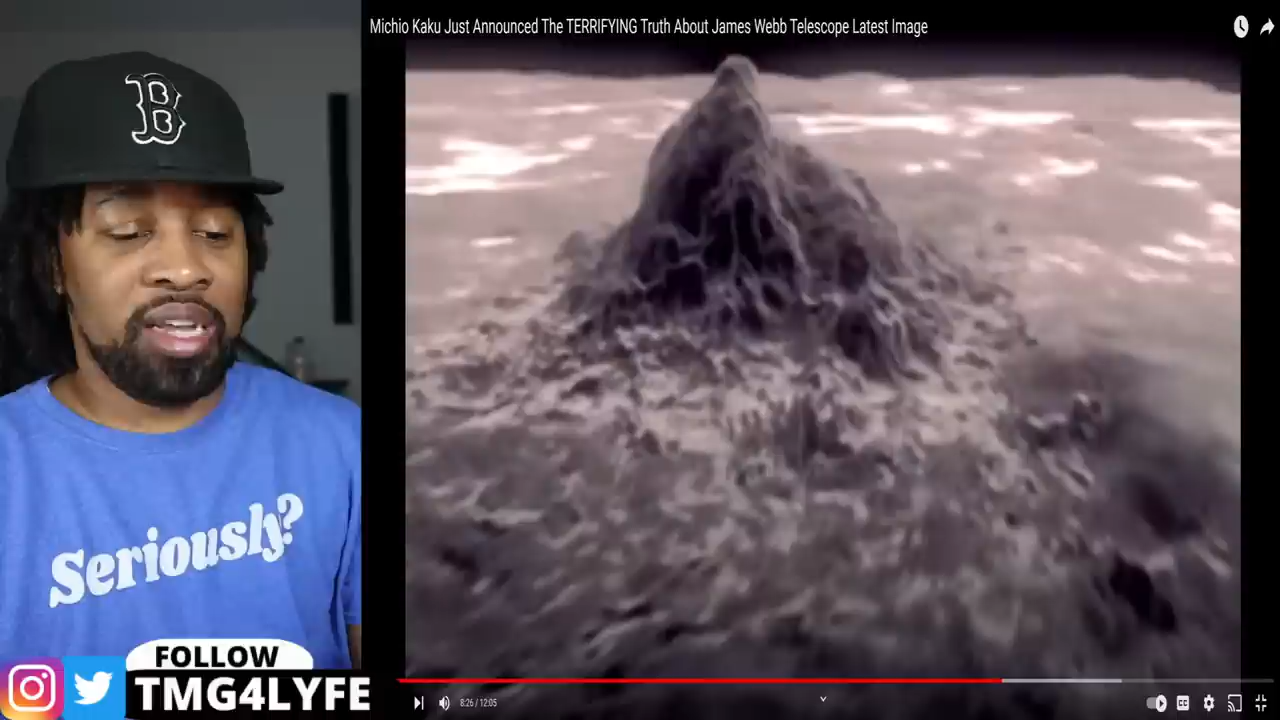 Michio Kaku Just Announced The TERRIFYING Truth About James Webb Telescope Latest Image
B
Seriously?
FOLLOW
TMG4LYFE
8:26 / 12:05
CC